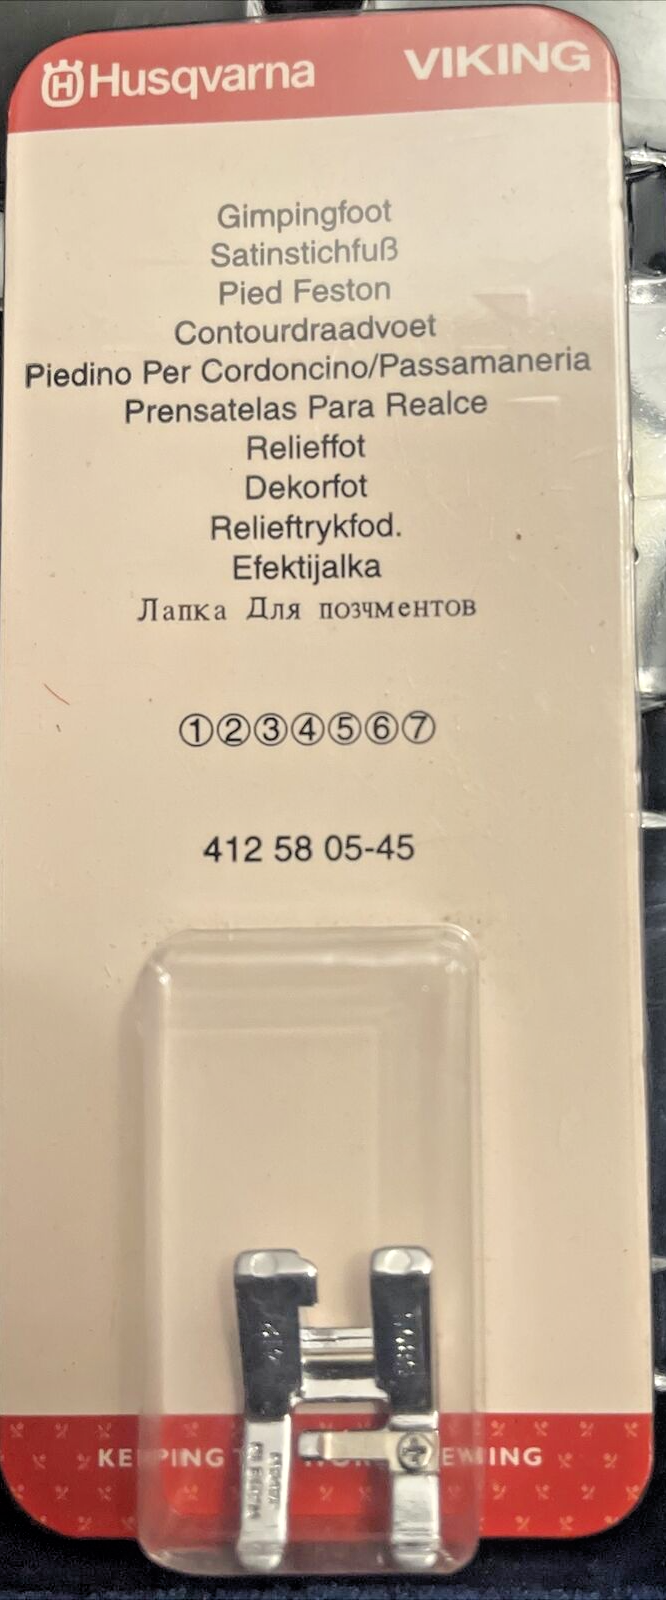 Husqvarna VIKING
Gimpingfoot
Satinstichfuß
Pied Feston
Contourdraadvoet
Piedino Per Cordoncino/Passamaneria
Prensatelas Para Realce
Relieffot
Dekorfot
Relieftrykfod.
Efektijalka
Лапка Для позчментов
①②③④⑤⑥⑦
412 58 05-45